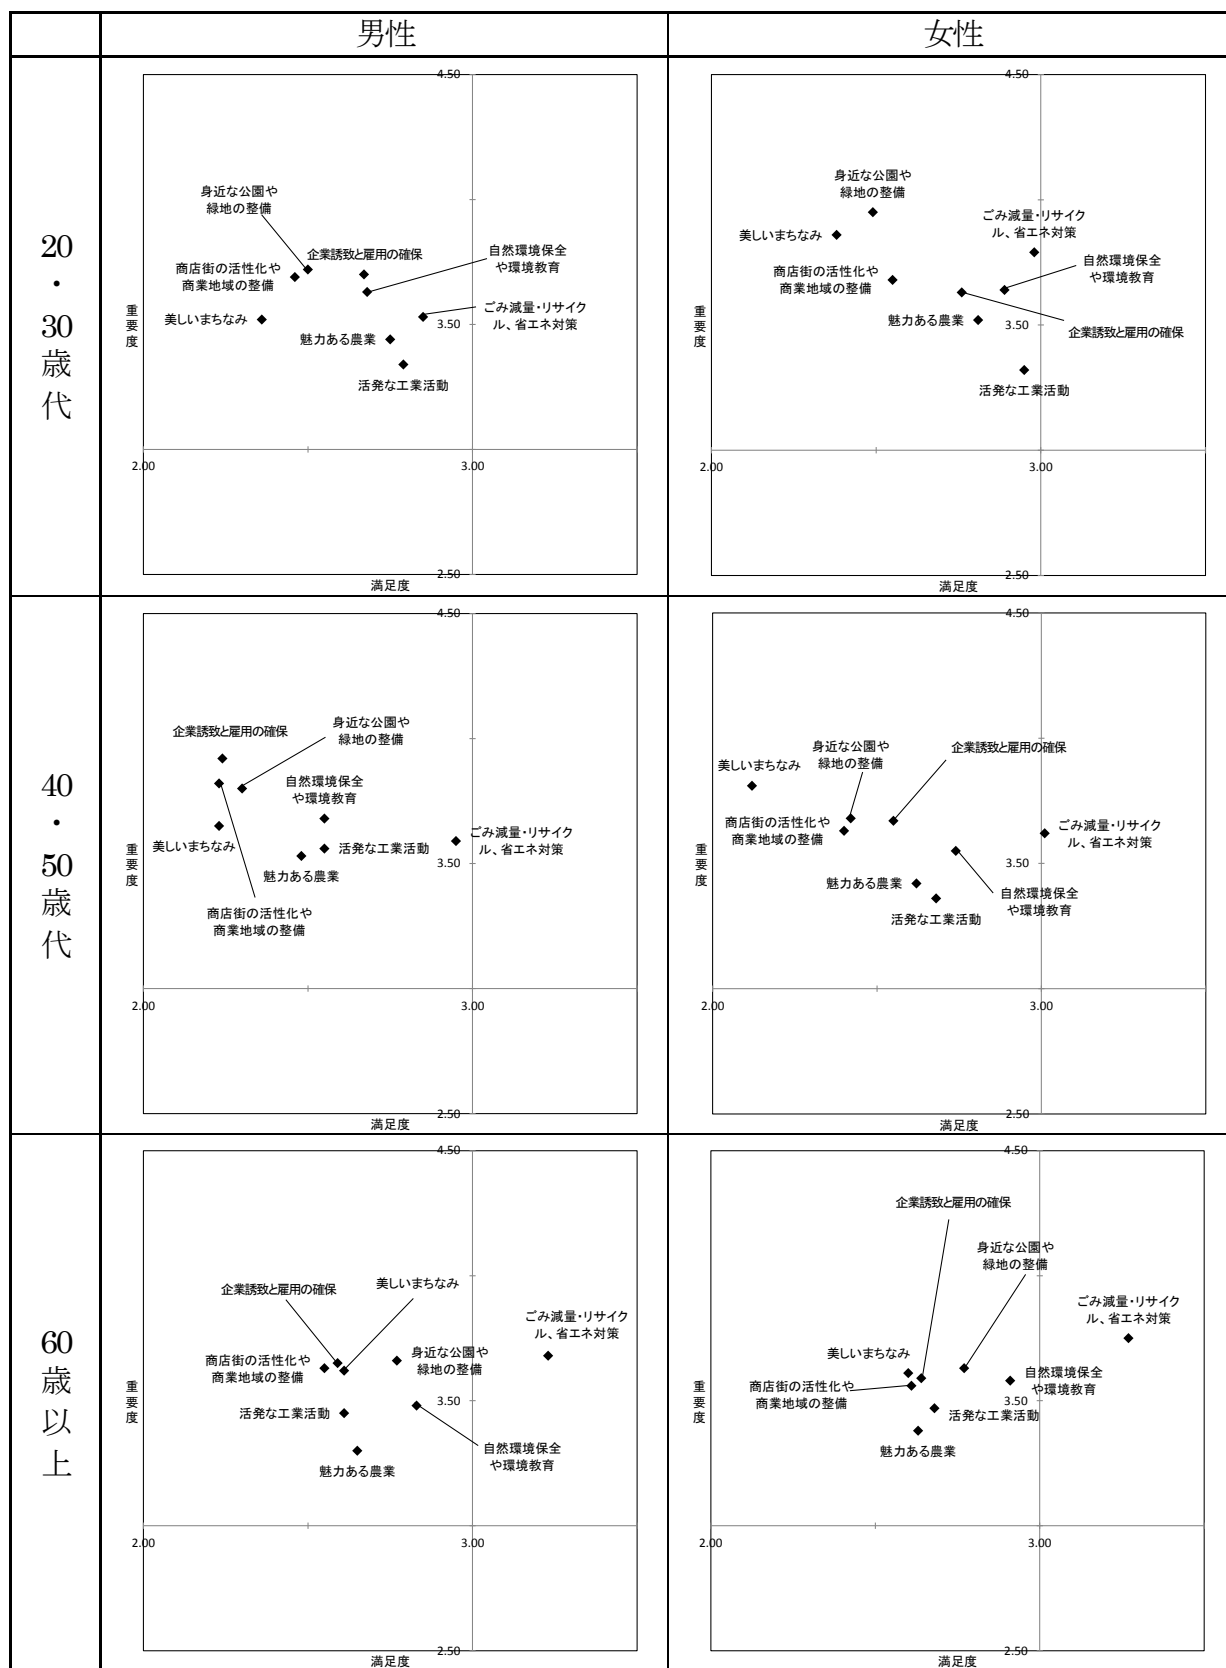 男性
女性
20
・
30
歳
代
4.50
身近な公園や
緑地の整備
企業誘致と雇用の確保
自然環境保全
や環境教育
商店街の活性化や
商業地域の整備
美しいまちなみ
ごみ減量・リサイク
ル、省エネ対策
重要度
3.50
魅力ある農業
活発な工業活動
2.00
3.00
2.50
満足度
4.50
身近な公園や
緑地の整備
ごみ減量・リサイク
ル、省エネ対策
美しいまちなみ
自然環境保全
や環境教育
商店街の活性化や
商業地域の整備
重要度
魅力ある農業
3.50
企業誘致と雇用の確保
活発な工業活動
2.00
3.00
2.50
満足度
40
・
50
歳
代
4.50
企業誘致と雇用の確保
身近な公園や
緑地の整備
自然環境保全
や環境教育
美しいまちなみ
活発な工業活動
ごみ減量・リサイク
ル、省エネ対策
重要度
3.50
魅力ある農業
商店街の活性化や
商業地域の整備
2.00
3.00
2.50
満足度
4.50
美しいまちなみ
身近な公園や
緑地の整備
企業誘致と雇用の確保
商店街の活性化や
商業地域の整備
ごみ減量・リサイク
ル、省エネ対策
重要度
3.50
魅力ある農業
自然環境保全
や環境教育
活発な工業活動
2.00
3.00
2.50
満足度
60
歳
以
上
4.50
企業誘致と雇用の確保
美しいまちなみ
ごみ減量・リサイク
ル、省エネ対策
商店街の活性化や
商業地域の整備
身近な公園や
緑地の整備
重要度
3.50
活発な工業活動
自然環境保全
や環境教育
魅力ある農業
2.00
3.00
2.50
満足度
4.50
企業誘致と雇用の確保
身近な公園や
緑地の整備
ごみ減量・リサイク
ル、省エネ対策
美しいまちなみ
商店街の活性化や
商業地域の整備
自然環境保全
や環境教育
重要度
3.50
活発な工業活動
魅力ある農業
2.00
3.00
2.50
満足度